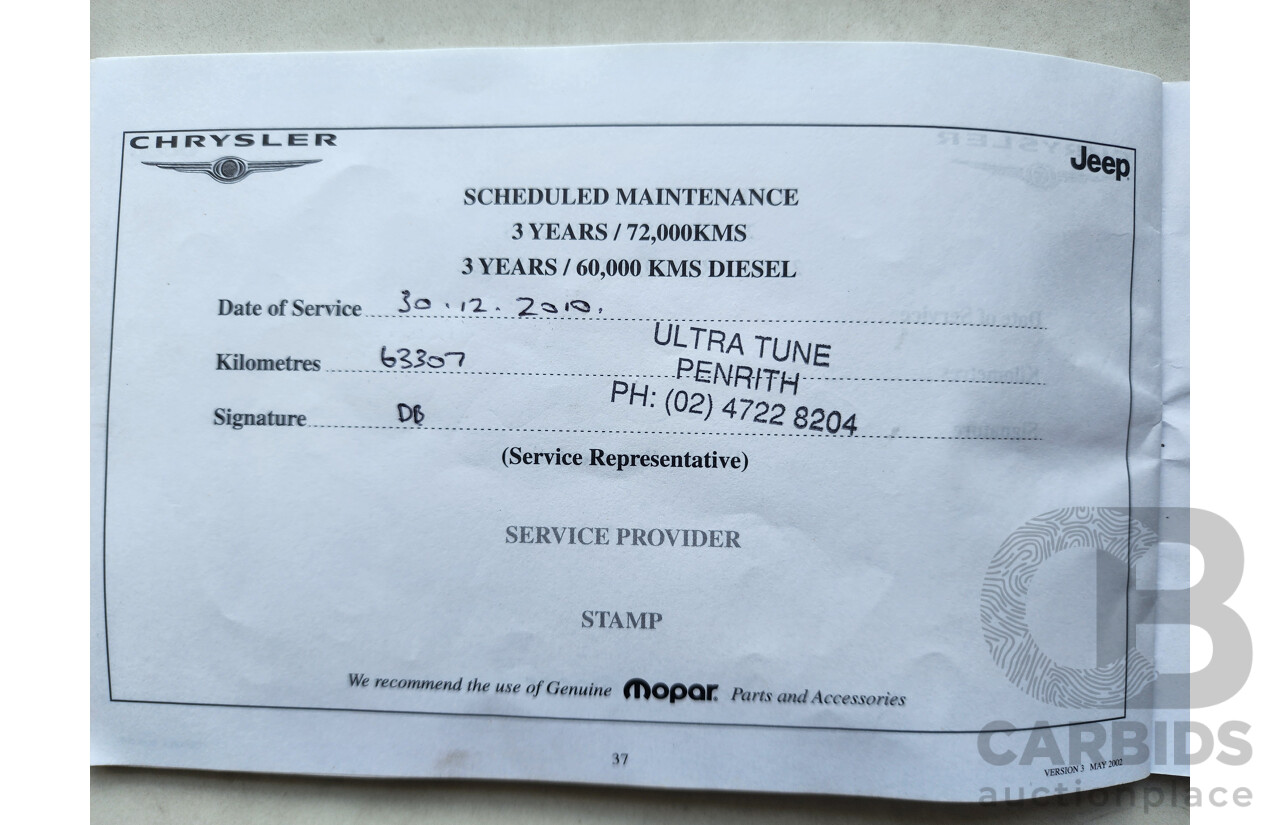 CHRYSLER
Jeep
SCHEDULED MAINTENANCE
3 YEARS / 72,000KMS
3 YEARS / 60,000 KMS DIESEL
Date of Service 30.12.2010.
ULTRA TUNE
Kilometres 63307
PENRITH
PH: (02) 4722 8204
Signature DB
(Service Representative)
SERVICE PROVIDER
STAMP
We recommend the use of Genuine Mopar. Parts and Accessories
37
VERSION 3 MAY 2002
CB
CARBIDS
auctionplace